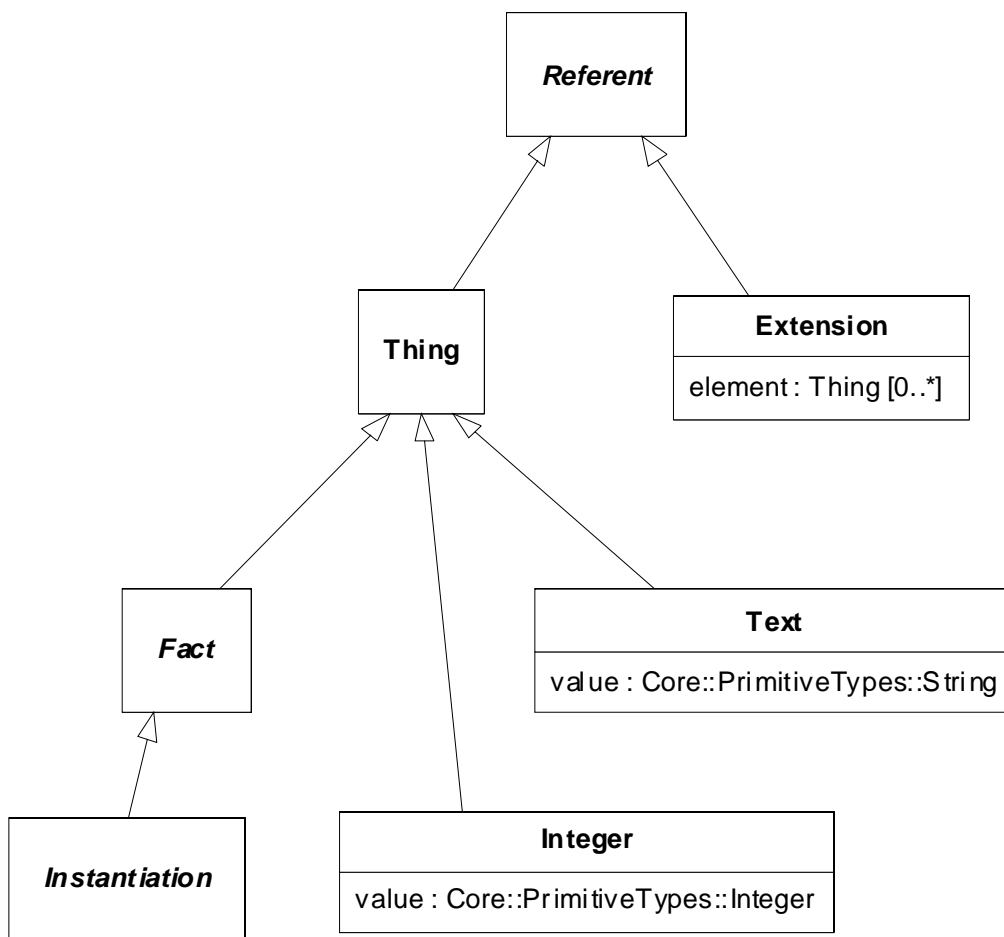 Referent
Thing
Extension
element : Thing [0..*]
Fact
Text
value : Core::PrimitiveTypes::String
Instantiation
Integer
value : Core::PrimitiveTypes::Integer